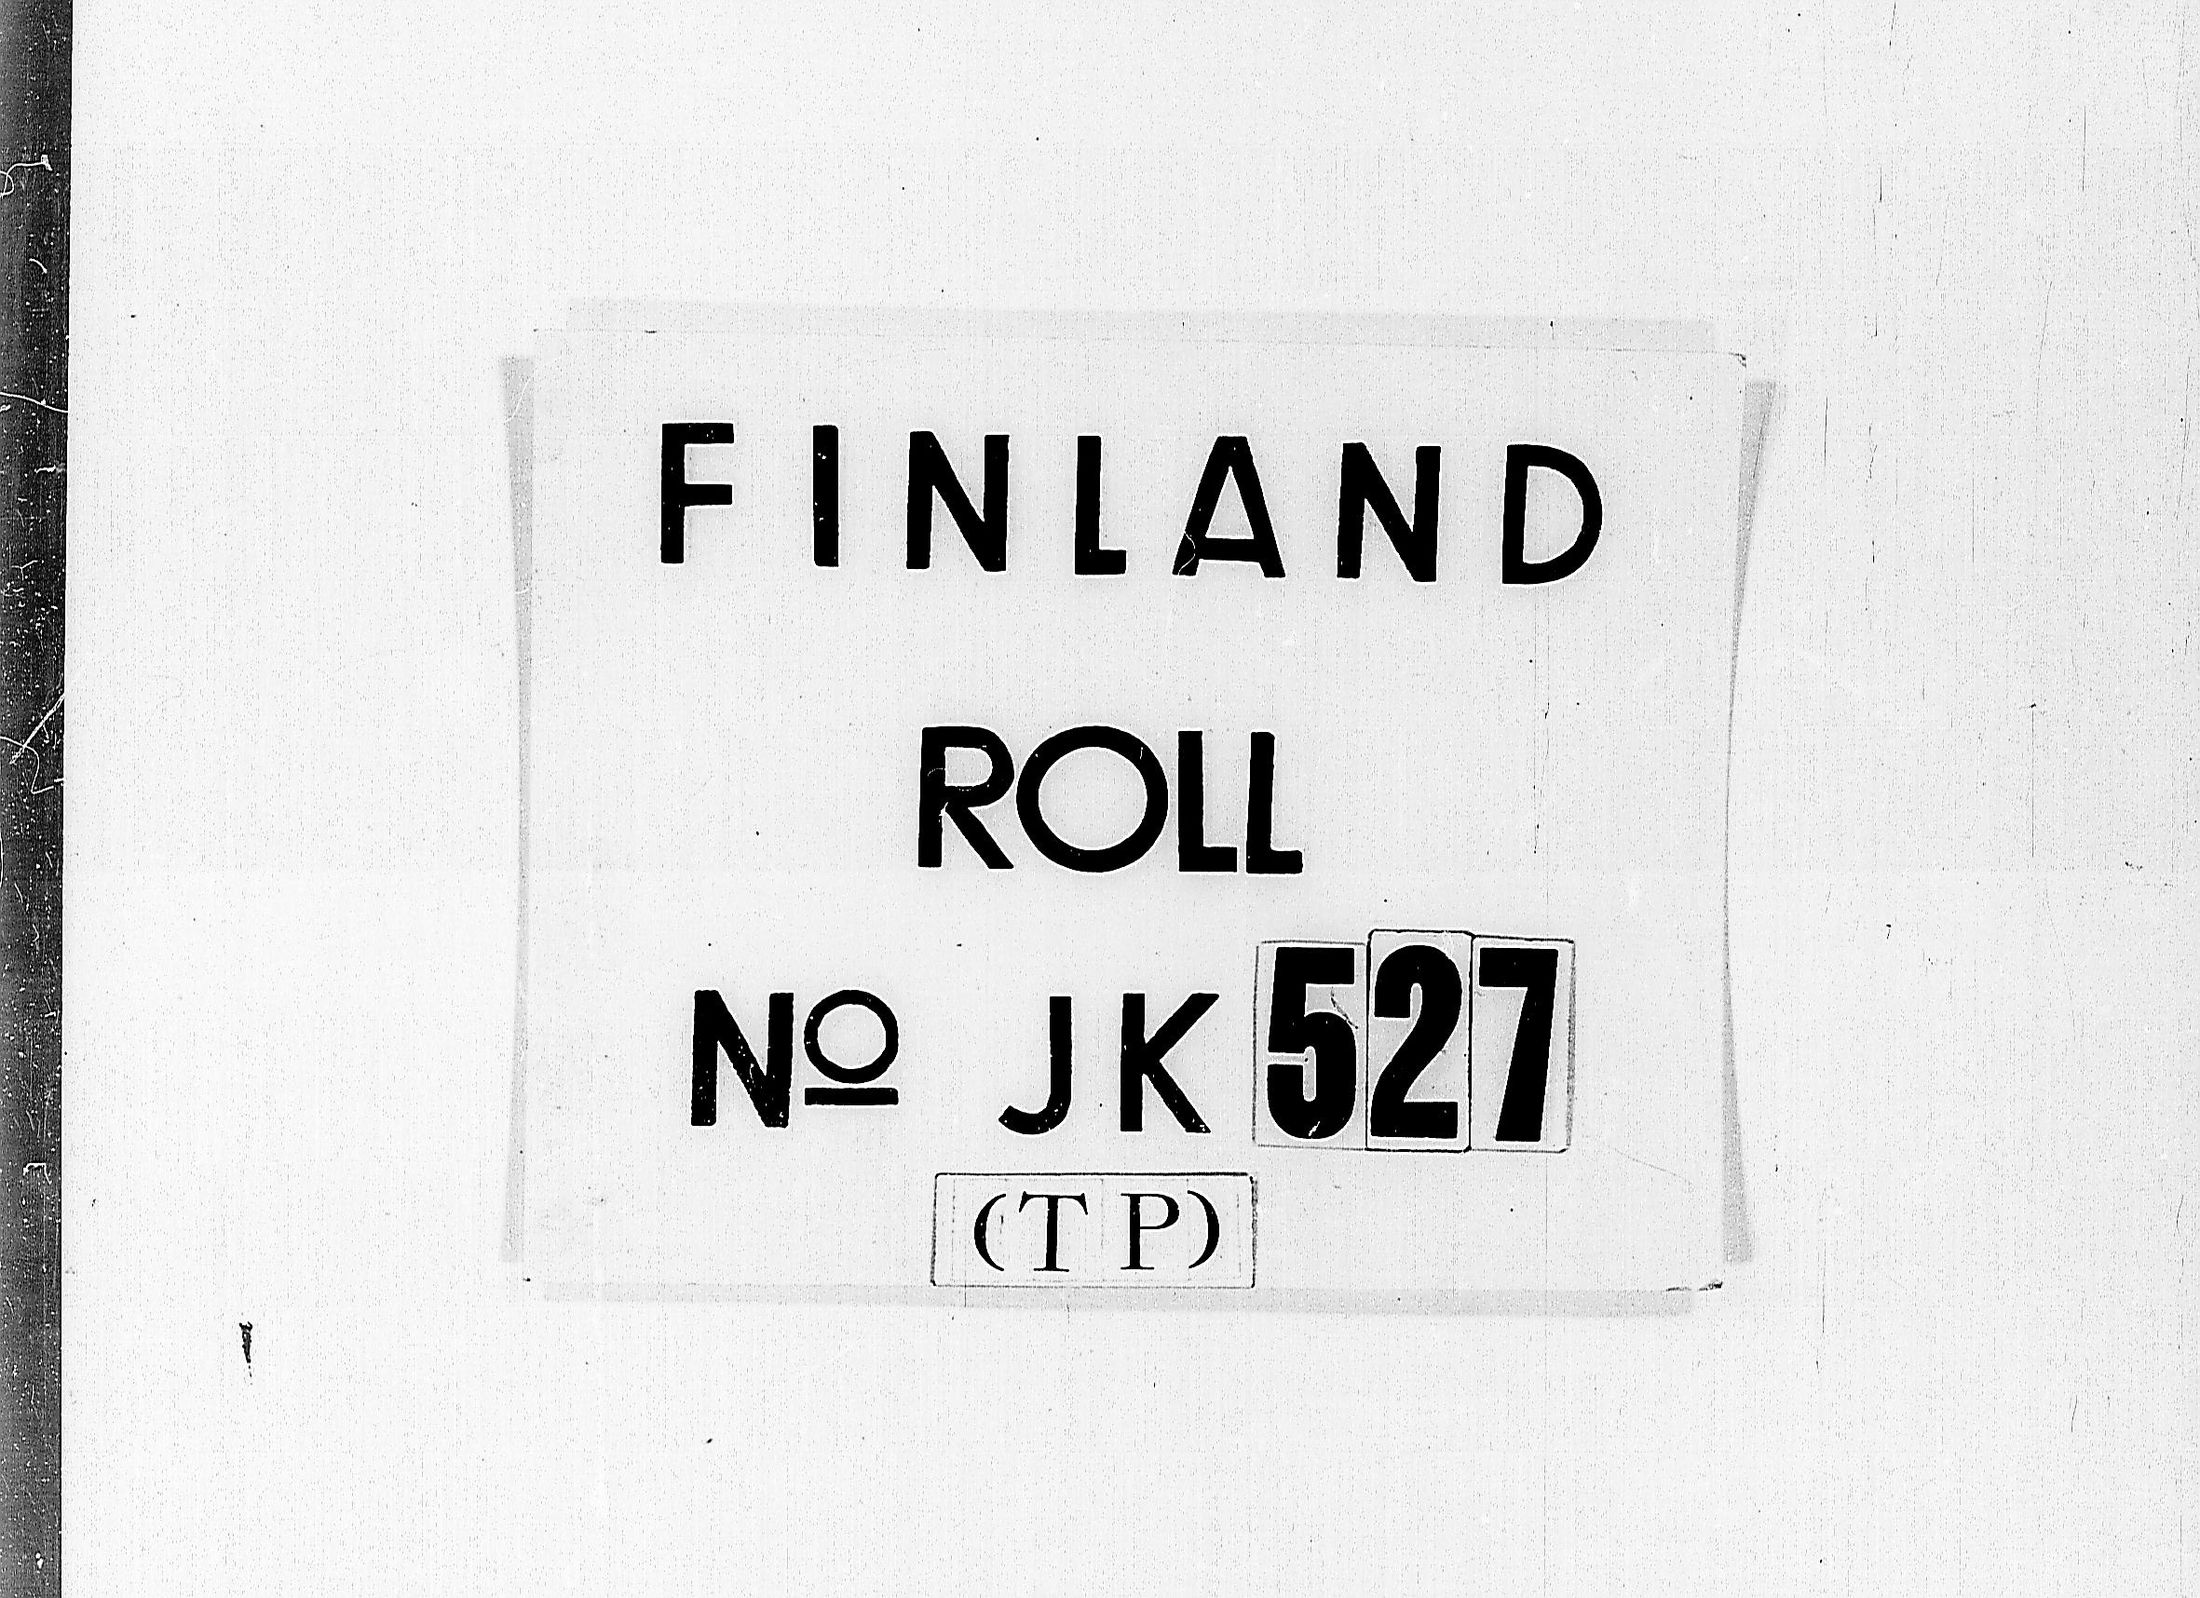 FINLAND
ROLL
Nº JK 527
(TP)